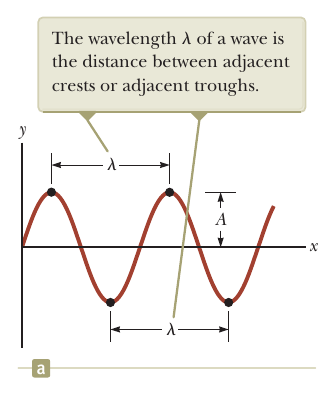 The wavelength λ of a wave is
the distance between adjacent
crests or adjacent troughs.
y
λ
A
x
λ
a